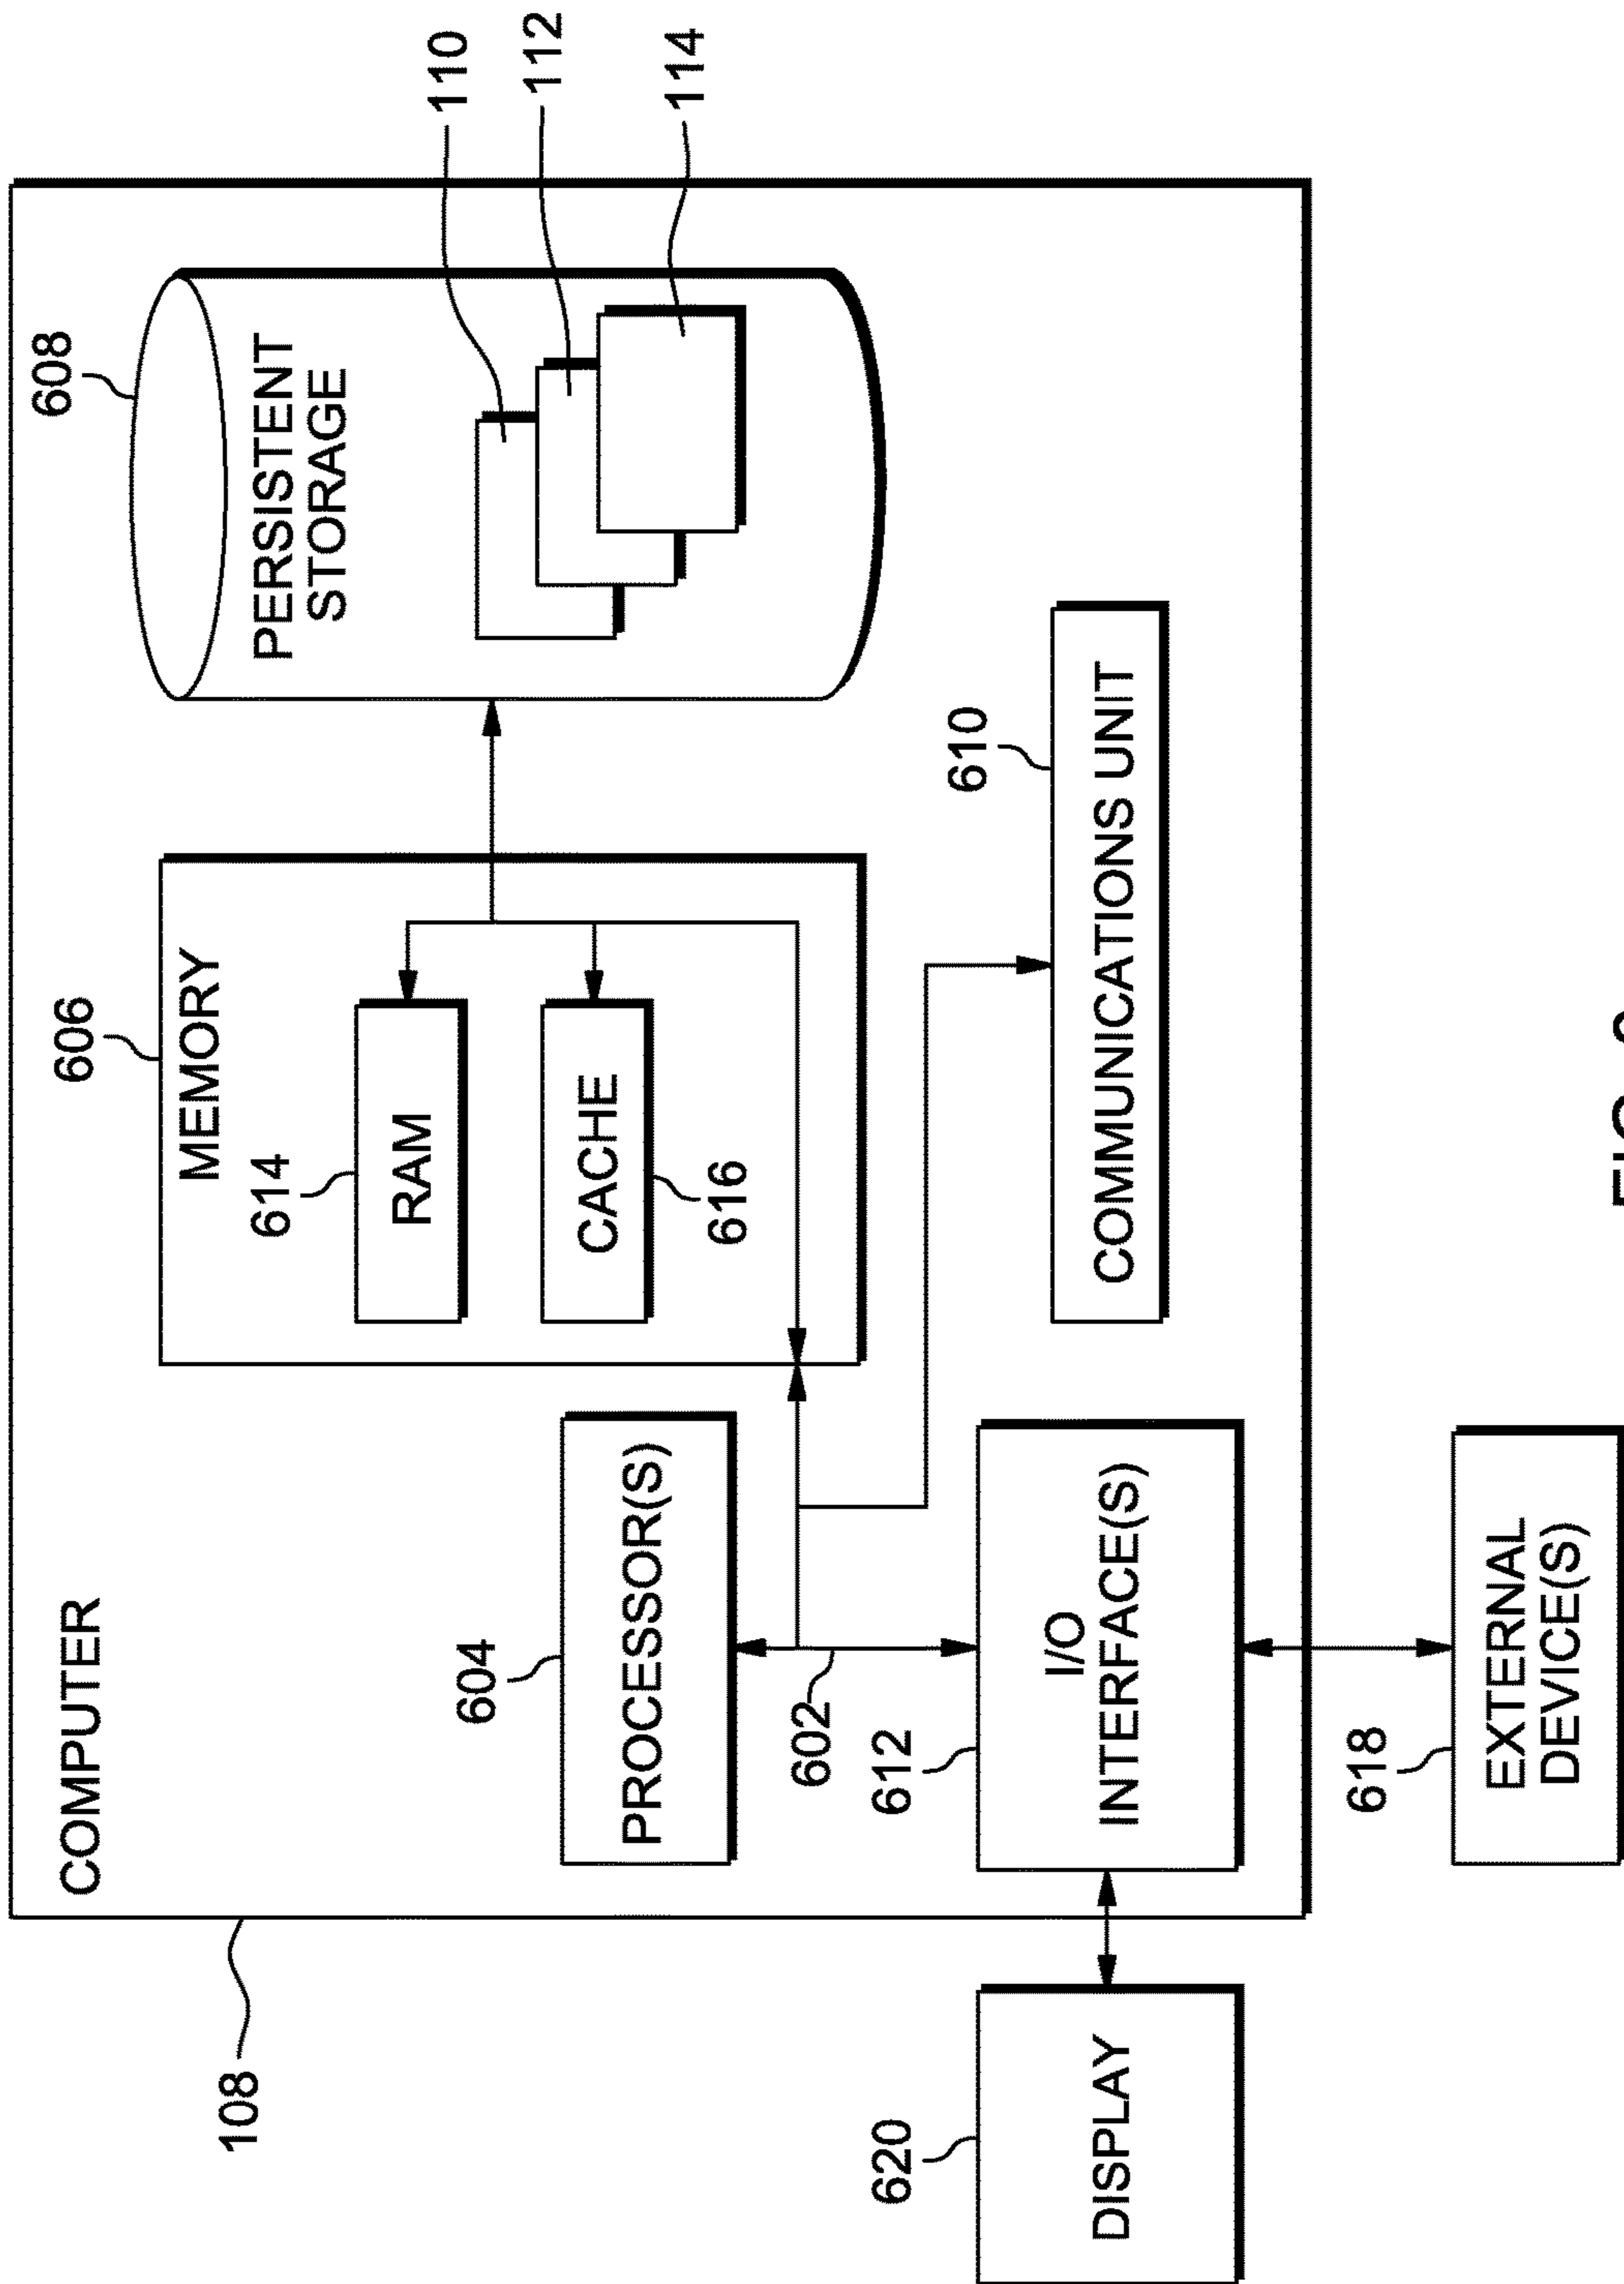 606
608
COMPUTER
MEMORY
108
614
PERSISTENT
STORAGE
RAM
110
604
112
CACHE
PROCESSOR(S)
114
616
602
620
612
610
I/O
DISPLAY
INTERFACE(S)
COMMUNICATIONS UNIT
618
EXTERNAL
DEVICE(S)
FIG.